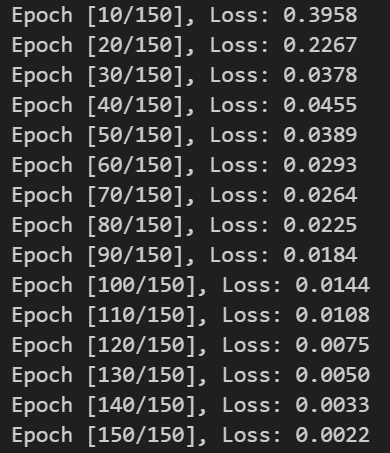 Epoch [10/150], Loss: 0.3958
Epoch [20/150], Loss: 0.2267
Epoch [30/150], Loss: 0.0378
Epoch [40/150], Loss: 0.0455
Epoch [50/150], Loss: 0.0389
Epoch [60/150], Loss: 0.0293
Epoch [70/150], Loss: 0.0264
Epoch [80/150], Loss: 0.0225
Epoch [90/150], Loss: 0.0184
Epoch [100/150], Loss: 0.0144
Epoch [110/150], Loss: 0.0108
Epoch [120/150], Loss: 0.0075
Epoch [130/150], Loss: 0.0050
Epoch [140/150], Loss: 0.0033
Epoch [150/150], Loss: 0.0022